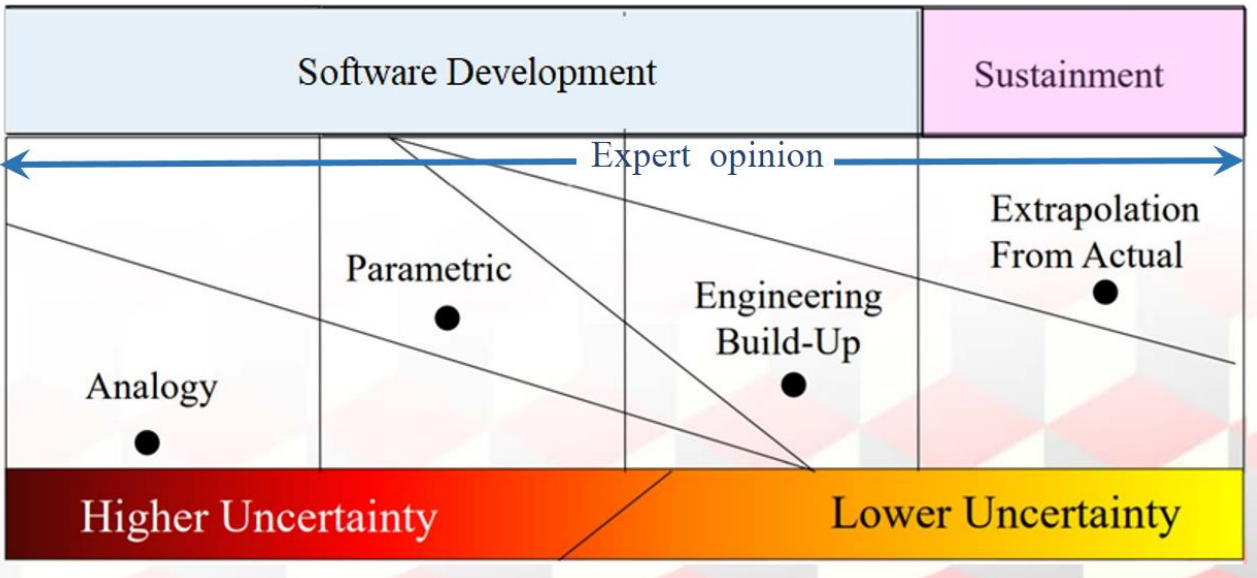 Software Development
Sustainment
Expert opinion
Extrapolation
From Actual
Parametric
Engineering
Build-Up
Analogy
Higher Uncertainty
Lower Uncertainty